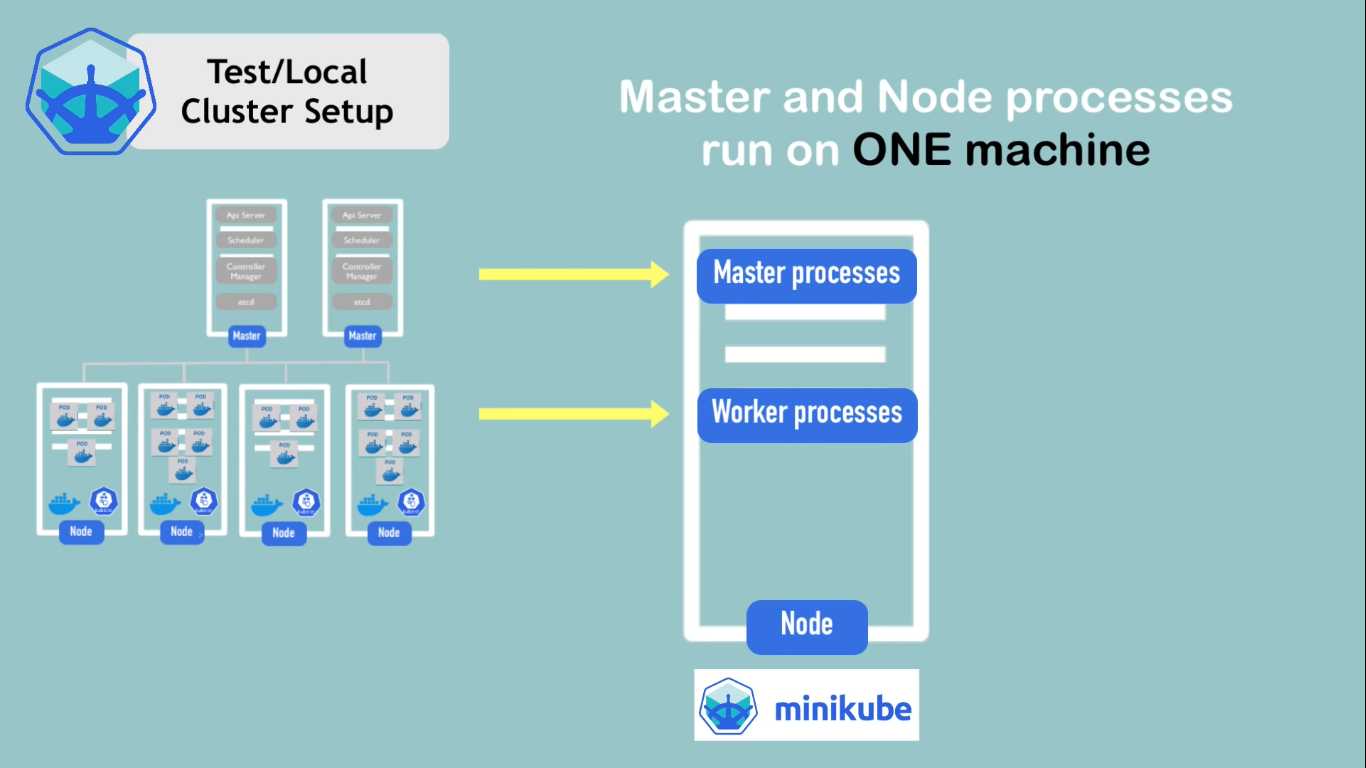 Test/Local
Cluster Setup
Master and Node processes
run on ONE machine
Api Server
Scheduler
Controller
Manager
etcd
Master
Api Server
Scheduler
Controller
Manager
etcd
Master
POD
POD
POD
Node
POD
POD
POD
POD
POD
Node
POD
POD
POD
Node
POD
POD
POD
POD
POD
Node
Master processes
Worker processes
Node
minikube